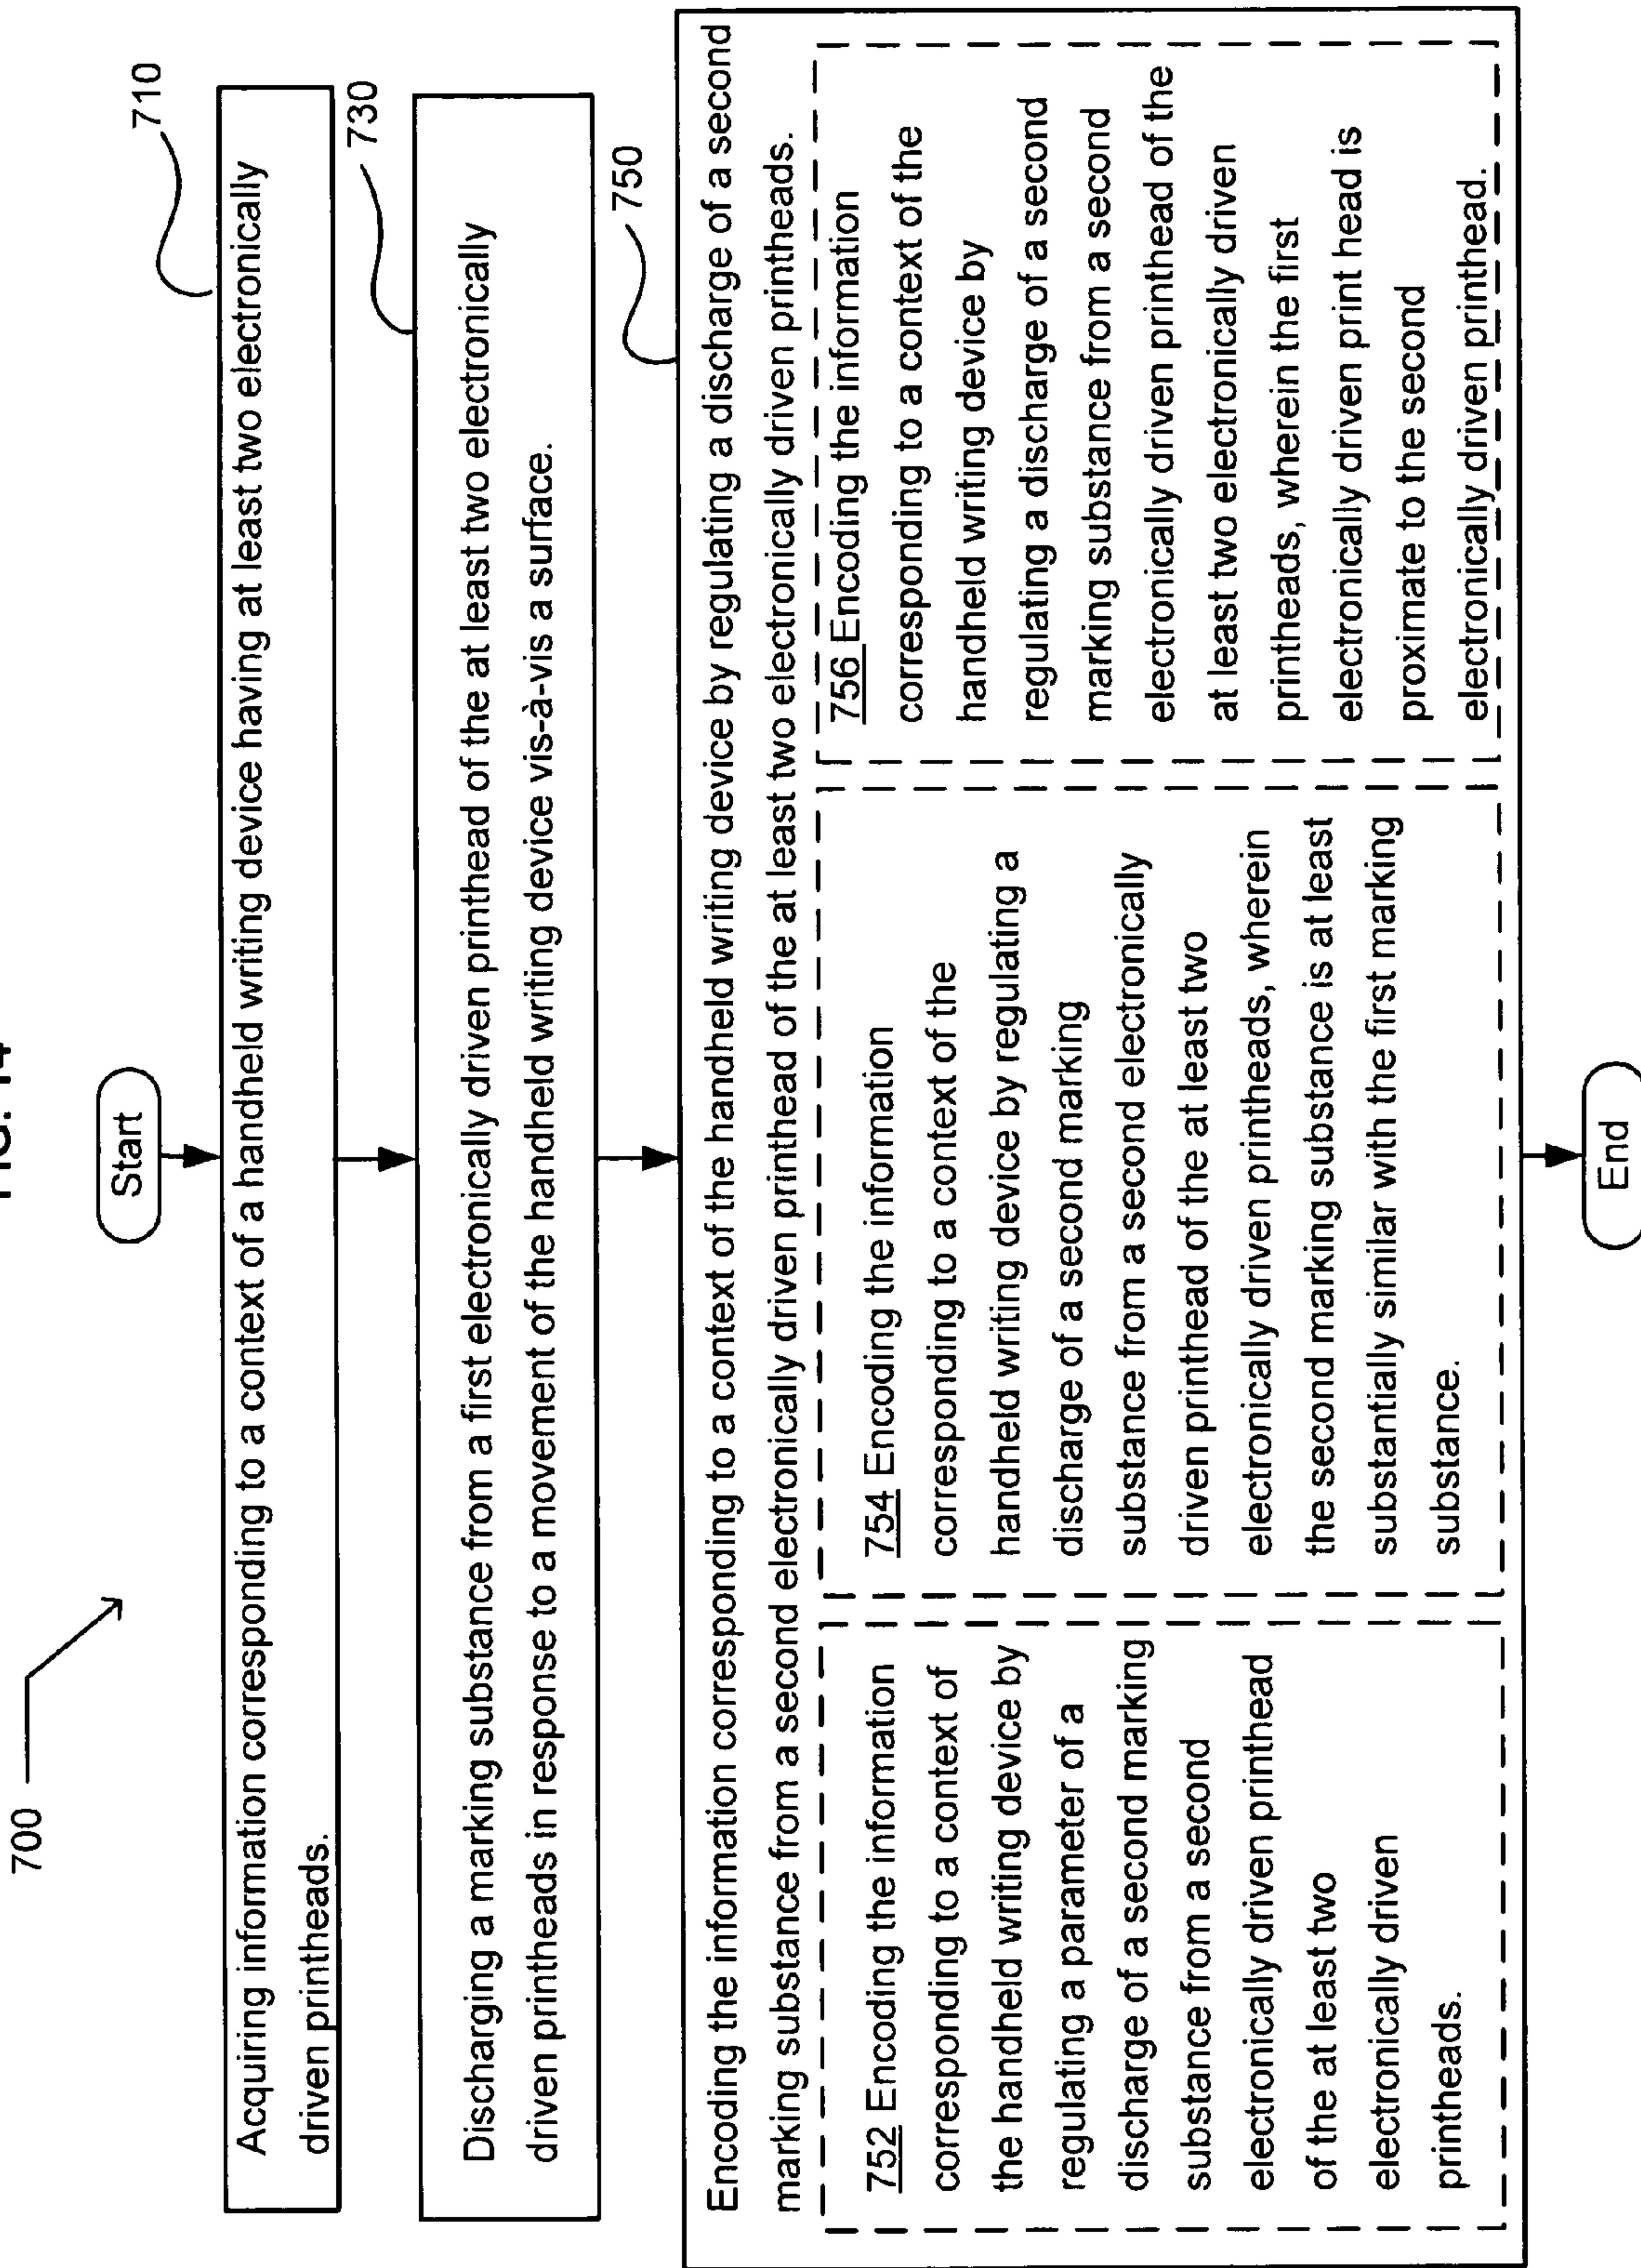 700
Start
710
Acquiring information corresponding to a context of a handheld writing device having at least two electronically
driven printheads.
730
Discharging a marking substance from a first electronically driven printhead of the at least two electronically
driven printheads in response to a movement of the handheld writing device vis-à-vis a surface.
750
Encoding the information corresponding to a context of the handheld writing device by regulating a discharge of a second
marking substance from a second electronically driven printhead of the at least two electronically driven printheads.
752 Encoding the information
corresponding to a context of
the handheld writing device by
regulating a parameter of a
discharge of a second marking
substance from a second
electronically driven printhead
of the at least two
electronically driven
printheads.
754 Encoding the information
corresponding to a context of the
handheld writing device by regulating a
discharge of a second marking
substance from a second electronically
driven printhead of the at least two
electronically driven printheads, wherein
the second marking substance is at least
substantially similar with the first marking
substance.
756 Encoding the information
corresponding to a context of the
handheld writing device by
regulating a discharge of a second
marking substance from a second
electronically driven printhead of the
at least two electronically driven
printheads, wherein the first
electronically driven print head is
proximate to the second
electronically driven printhead.
End